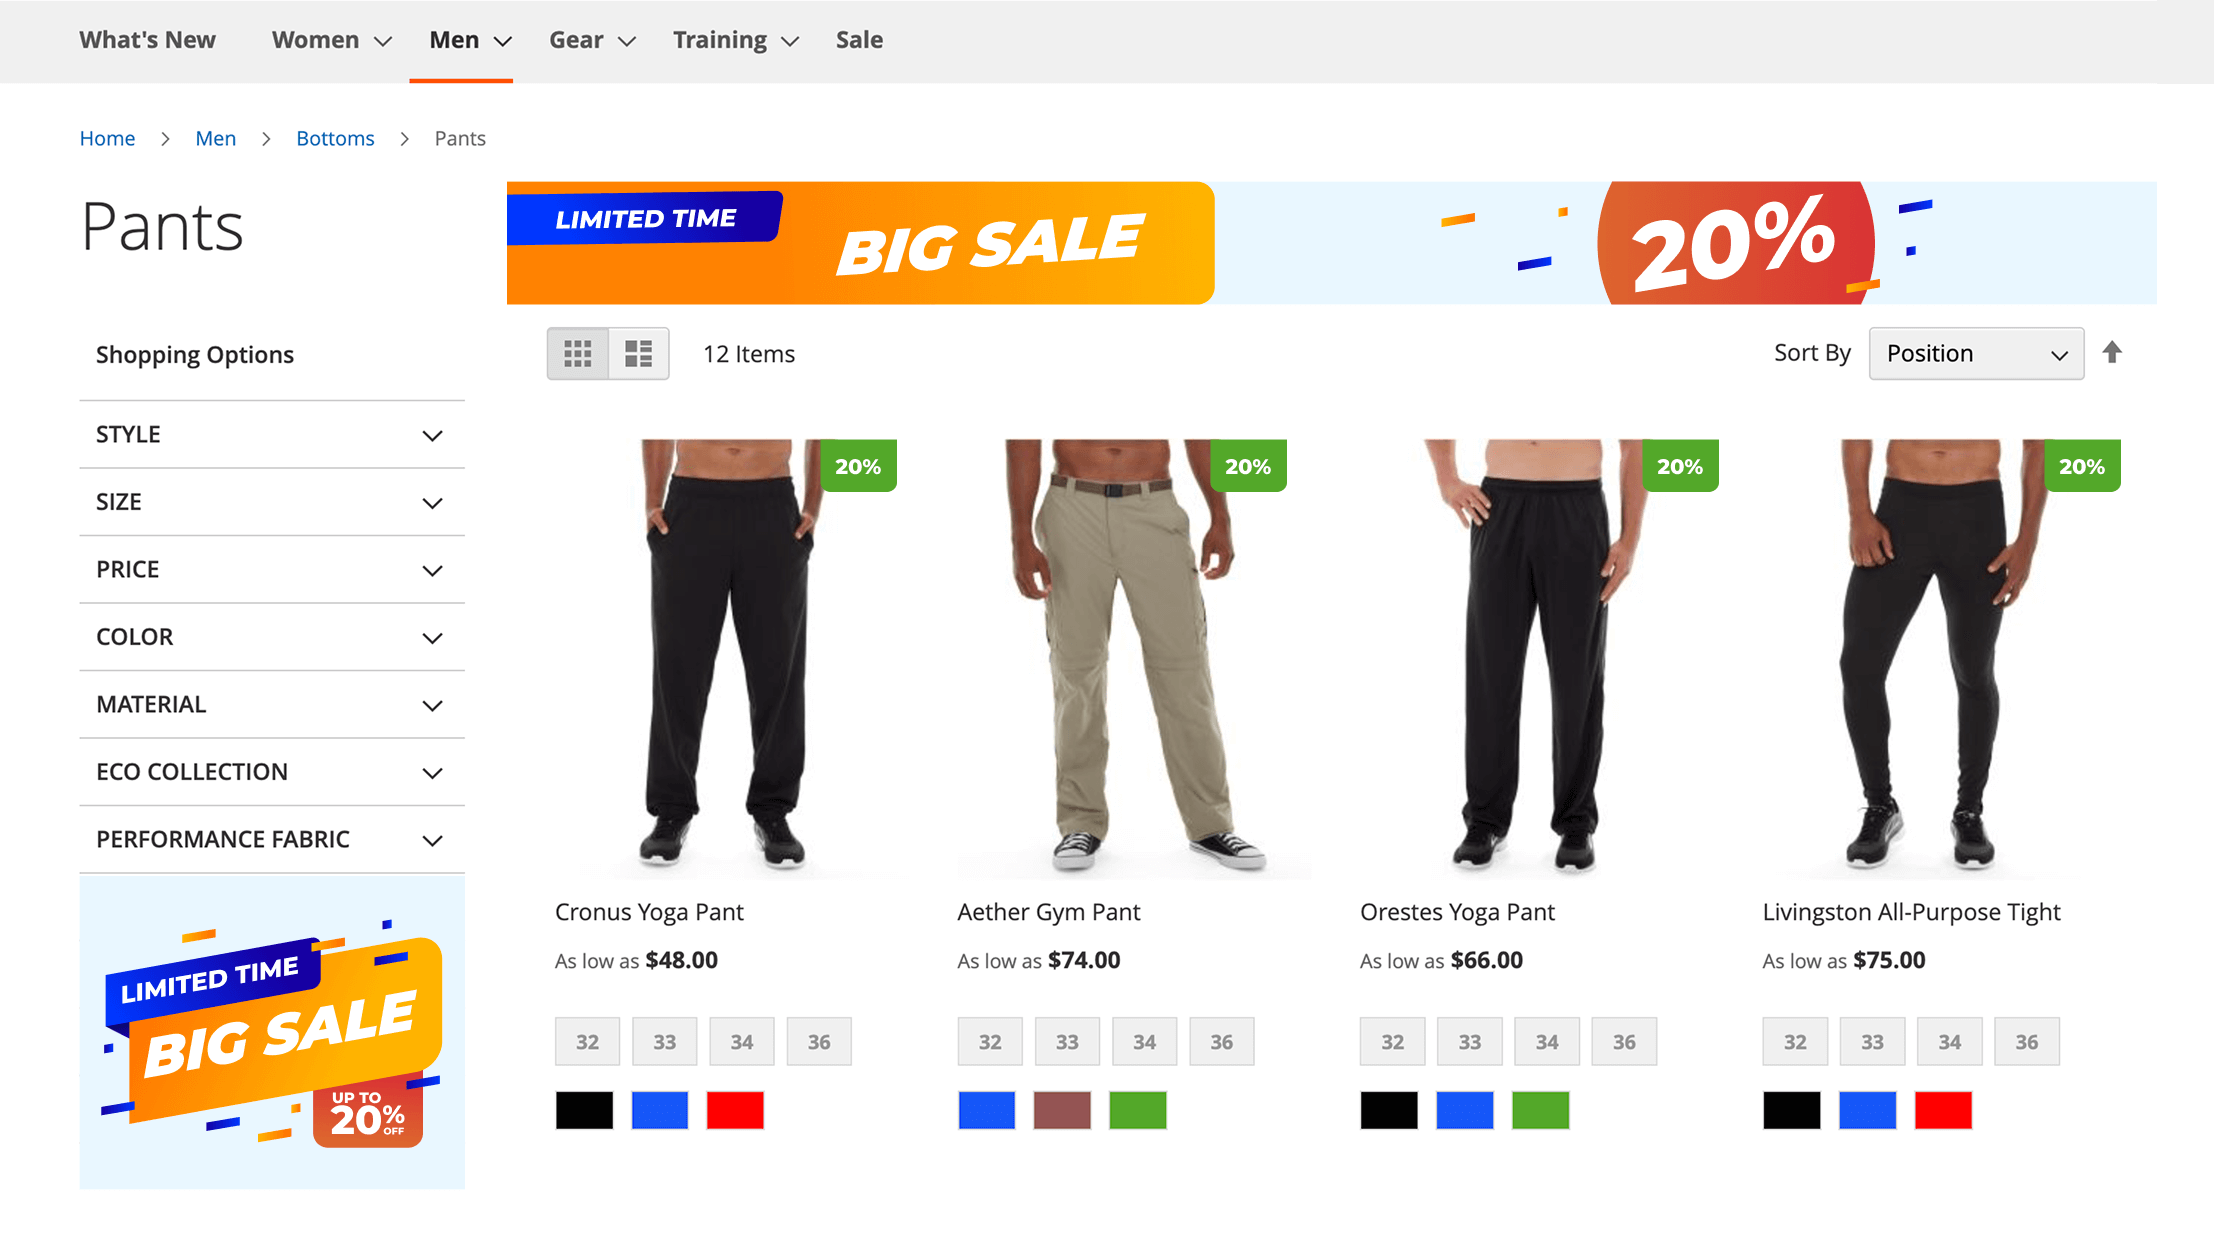 What's New Women Men Gear Training Sale
Home Men Bottoms Pants
Pants
LIMITED TIME
BIG SALE
20%
Shopping Options
STYLE
SIZE
PRICE
COLOR
MATERIAL
ECO COLLECTION
PERFORMANCE FABRIC
LIMITED TIME
BIG SALE
UP TO
20%
OFF
12 Items
Sort By Position
20%
20%
20%
20%
Cronus Yoga Pant
As low as $48.00
32 33 34 36
Aether Gym Pant
As low as $74.00
32 33 34 36
Orestes Yoga Pant
As low as $66.00
32 33 34 36
Livingston All-Purpose Tight
As low as $75.00
32 33 34 36